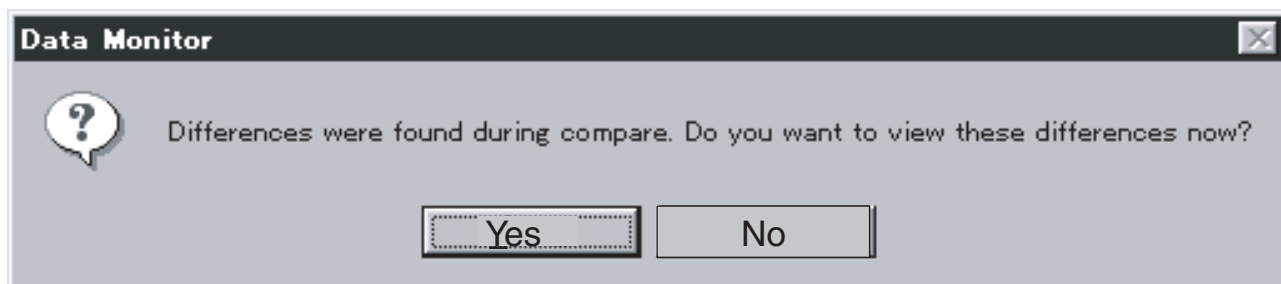 Data Monitor
Differences were found during compare. Do you want to view these differences now?
Yes No